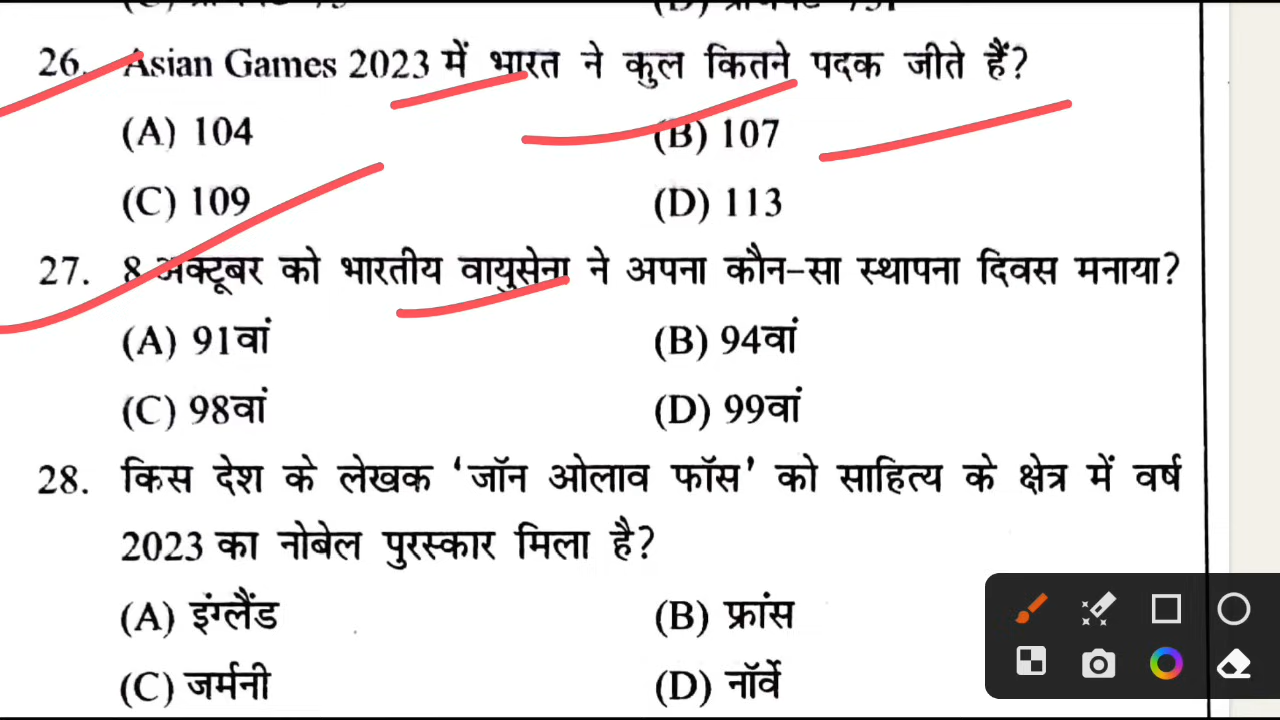 26. Asian Games 2023 में भारत ने कुल कितने पदक जीते हैं?
(A) 104 (B) 107
(C) 109 (D) 113
27. 8 अक्टूबर को भारतीय वायुसेना ने अपना कौन-सा स्थापना दिवस मनाया?
(A) 91वां (B) 94वां
(C) 98वां (D) 99वां
28. किस देश के लेखक 'जॉन ओलाव फॉस' को साहित्य के क्षेत्र में वर्ष
2023 का नोबेल पुरस्कार मिला है?
(A) इंग्लैंड (B) फ्रांस
(C) जर्मनी (D) नॉर्वे